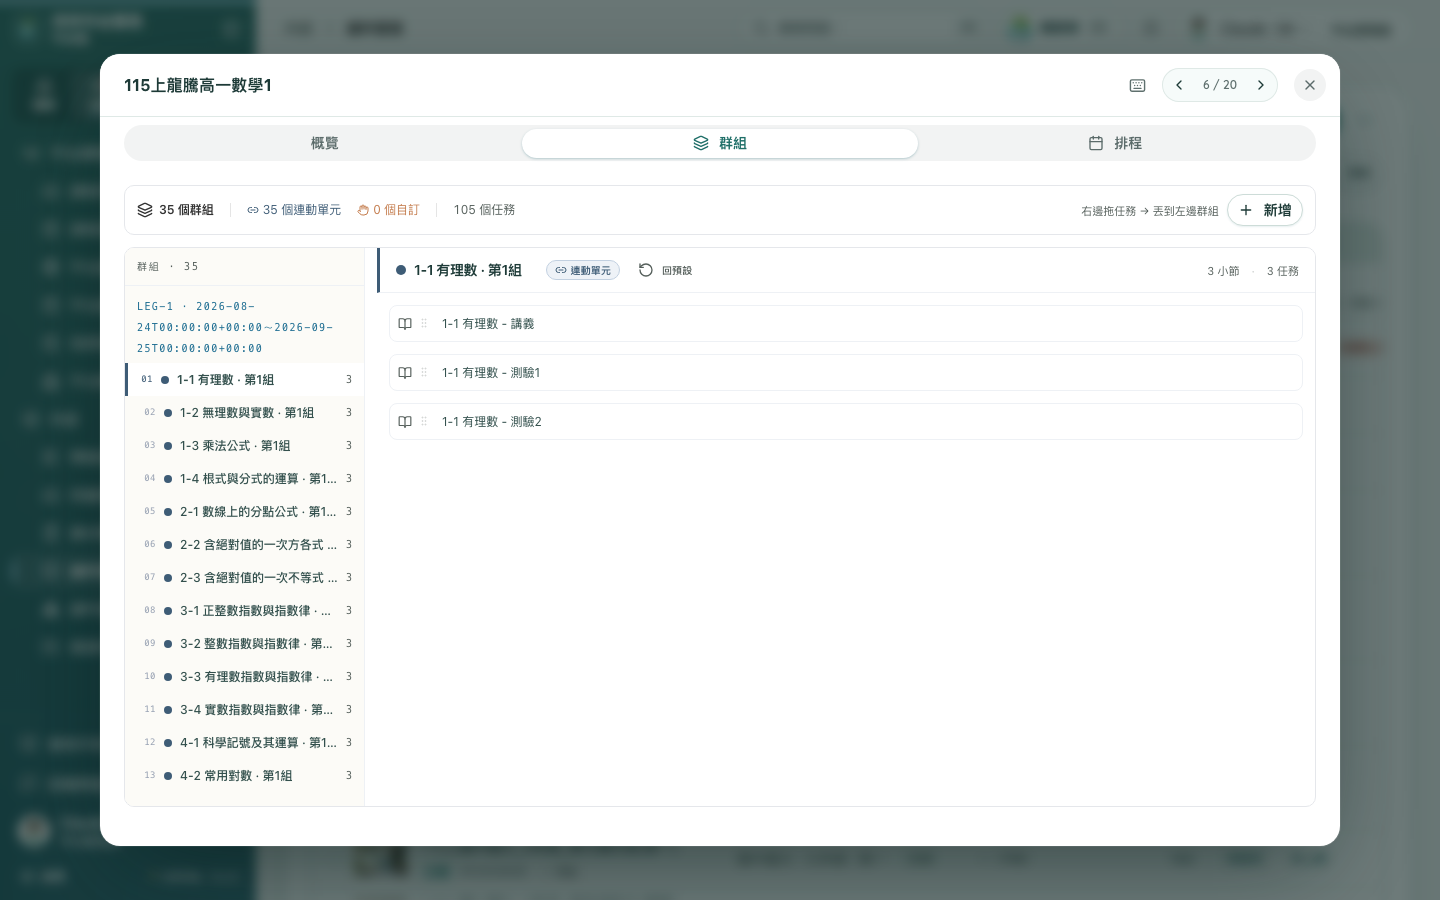 115上龍騰高一數學1
6 / 20
概覽
群組
排程
35 個群組
35 個連動單元
0 個自訂
105 個任務
右邊拖任務 → 丟到左邊群組
新增
群組 · 35
LEG-1 · 2026-08-
24T00:00:00+00:00~2026-09-
25T00:00:00+00:00
01 1-1 有理數 · 第1組 3
02 1-2 無理數與實數 · 第1組 3
03 1-3 乘法公式 · 第1組 3
04 1-4 根式與分式的運算 · 第1... 3
05 2-1 數線上的分點公式 · 第1... 3
06 2-2 含絕對值的一次方各式 ... 3
07 2-3 含絕對值的一次不等式 ... 3
08 3-1 正整數指數與指數律 · ... 3
09 3-2 整數指數與指數律 · 第... 3
10 3-3 有理數指數與指數律 · ... 3
11 3-4 實數指數與指數律 · 第... 3
12 4-1 科學記號及其運算 · 第1... 3
13 4-2 常用對數 · 第1組 3
1-1 有理數 · 第1組
連動單元
回預設
3 小節 · 3 任務
1-1 有理數 - 講義
1-1 有理數 - 測驗1
1-1 有理數 - 測驗2